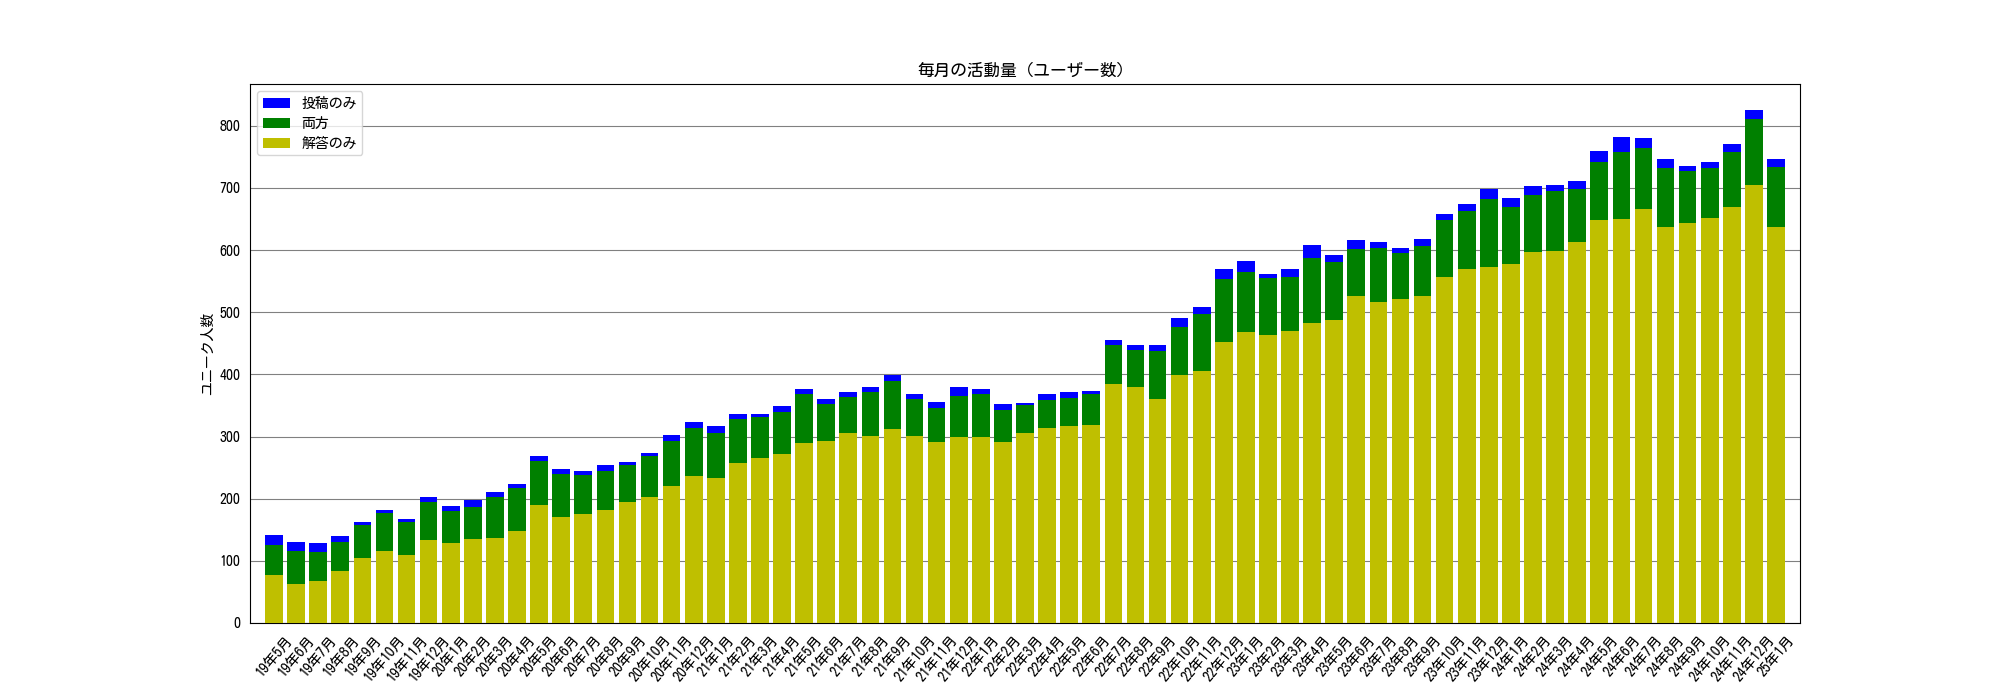 毎月の活動量（ユーザー数）
投稿のみ
両方
解答のみ
ユニーク人数
800
700
600
500
400
300
200
100
0
19年5月
19年6月
19年7月
19年8月
19年9月
19年10月
19年11月
19年12月
20年1月
20年2月
20年3月
20年4月
20年5月
20年6月
20年7月
20年8月
20年9月
20年10月
20年11月
20年12月
21年1月
21年2月
21年3月
21年4月
21年5月
21年6月
21年7月
21年8月
21年9月
21年10月
21年11月
21年12月
22年1月
22年2月
22年3月
22年4月
22年5月
22年6月
22年7月
22年8月
22年9月
22年10月
22年11月
22年12月
23年1月
23年2月
23年3月
23年4月
23年5月
23年6月
23年7月
23年8月
23年9月
23年10月
23年11月
23年12月
24年1月
24年2月
24年3月
24年4月
24年5月
24年6月
24年7月
24年8月
24年9月
24年10月
24年11月
24年12月
25年1月